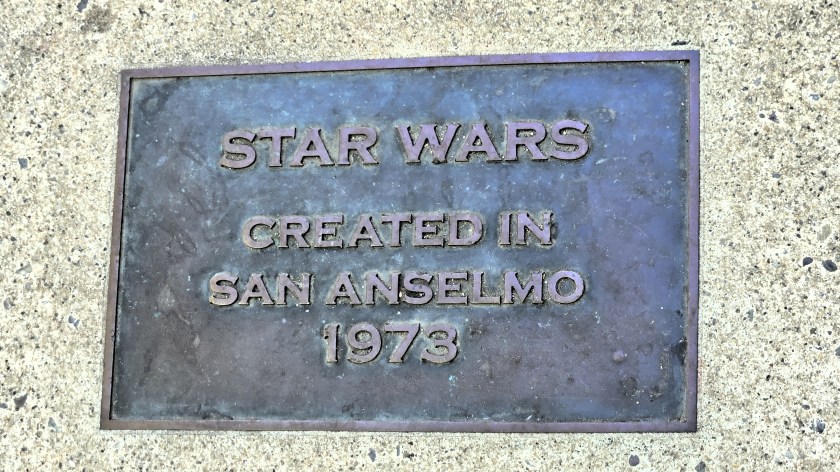 STAR WARS
CREATED IN
SAN ANSELMO
1973